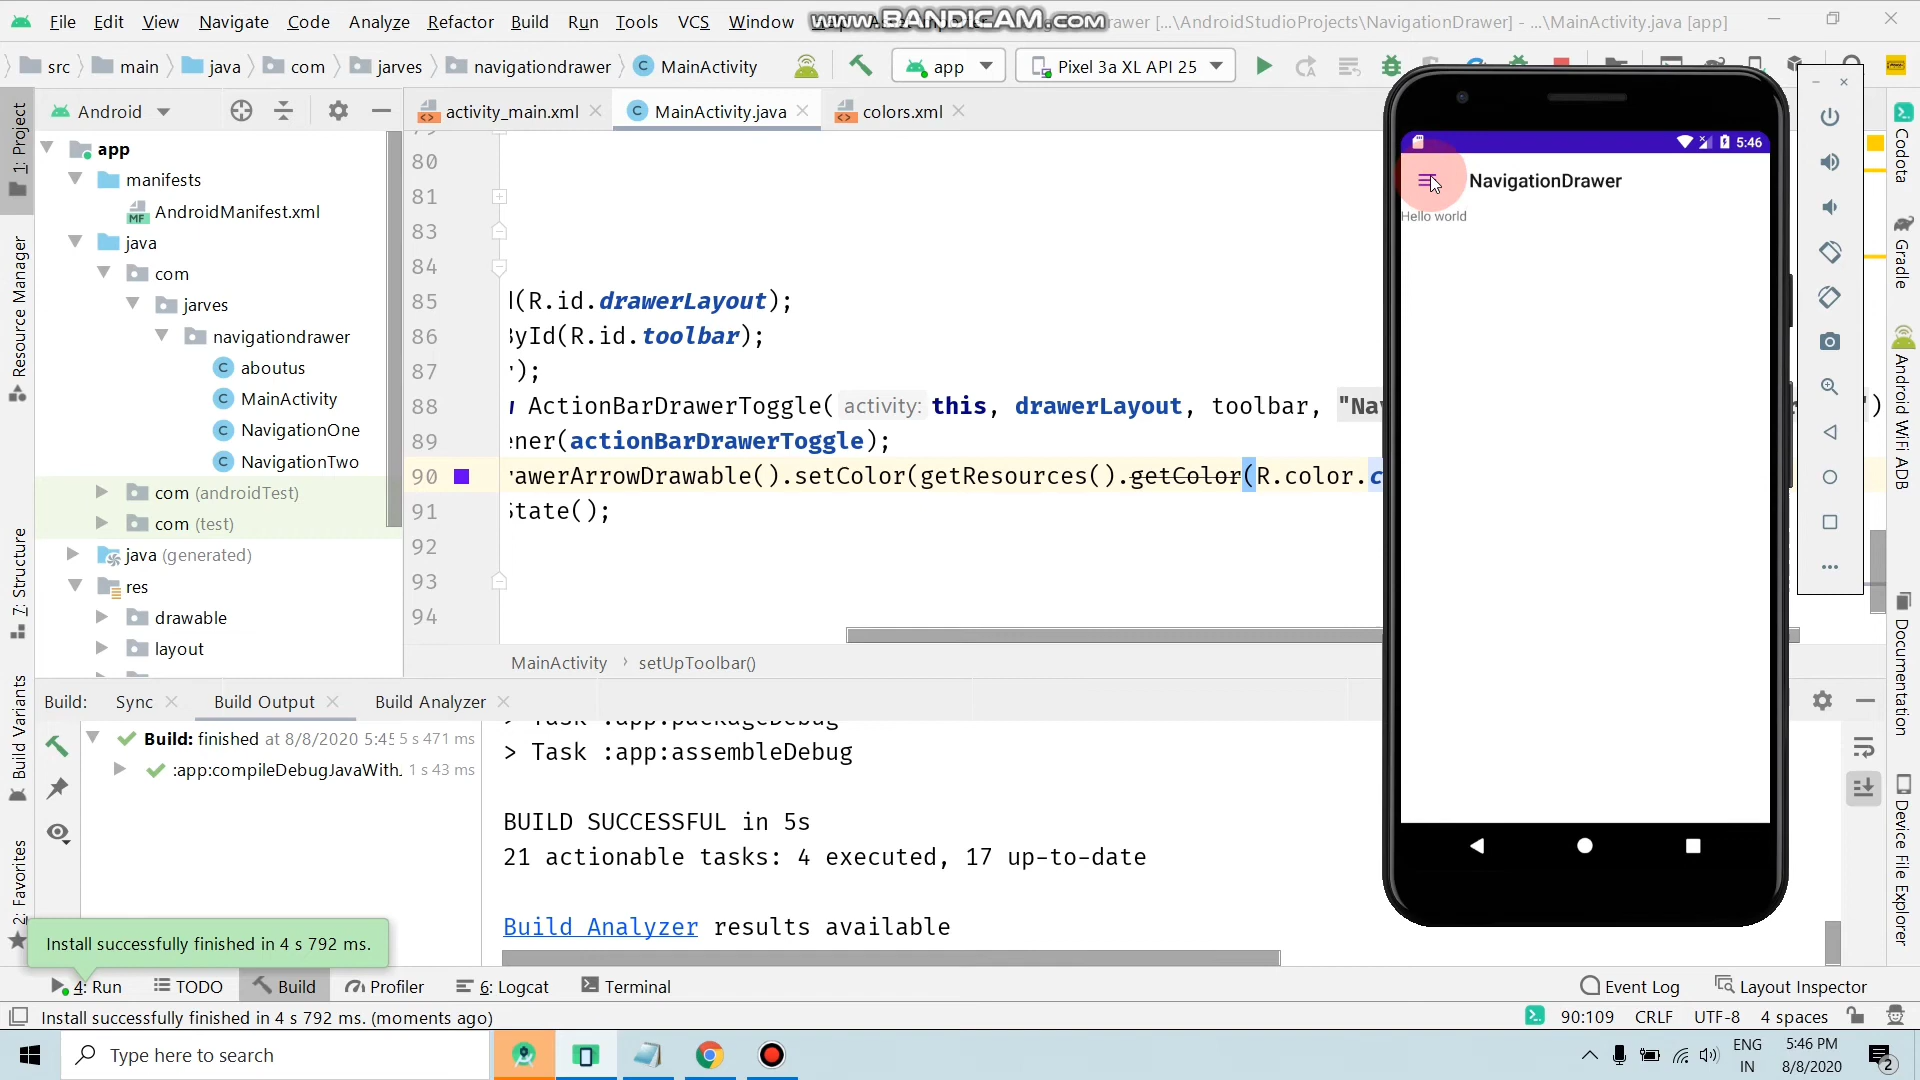 File Edit View Navigate Code Analyze Refactor Build Run Tools VCS Window
www.BANDICAM.com
[...\AndroidStudioProjects\NavigationDrawer] - ...\MainActivity.java [app]
src main java com jarves navigationdrawer MainActivity app Pixel 3a XL API 25
Android
activity_main.xml MainActivity.java colors.xml
1: Project
Resource Manager
7: Structure
Build Variants
2: Favorites
app
manifests
AndroidManifest.xml
java
com
jarves
navigationdrawer
aboutus
MainActivity
NavigationOne
NavigationTwo
com (androidTest)
com (test)
java (generated)
res
drawable
layout
80
81
83
84
85 (R.id.drawerLayout);
86 yId(R.id.toolbar);
87 );
88 ActionBarDrawerToggle( activity: this, drawerLayout, toolbar, "Na )
89 ner(actionBarDrawerToggle);
90 awerArrowDrawable().setColor(getResources().getColor(R.color.c
91 tate();
92
93
94
MainActivity › setUpToolbar()
5:46
NavigationDrawer
Hello world
Codota
Gradle
Android WiFi ADB
Documentation
Device File Explorer
Build: Sync Build Output Build Analyzer
Build: finished at 8/8/2020 5:45 5 s 471 ms
:app:compileDebugJavaWith. 1 s 43 ms
> Task :app:packageDebug
> Task :app:assembleDebug
BUILD SUCCESSFUL in 5s
21 actionable tasks: 4 executed, 17 up-to-date
Build Analyzer results available
Install successfully finished in 4 s 792 ms.
4: Run TODO Build Profiler 6: Logcat Terminal Event Log Layout Inspector
Install successfully finished in 4 s 792 ms. (moments ago) 90:109 CRLF UTF-8 4 spaces
Type here to search
ENG
IN
5:46 PM
8/8/2020
2